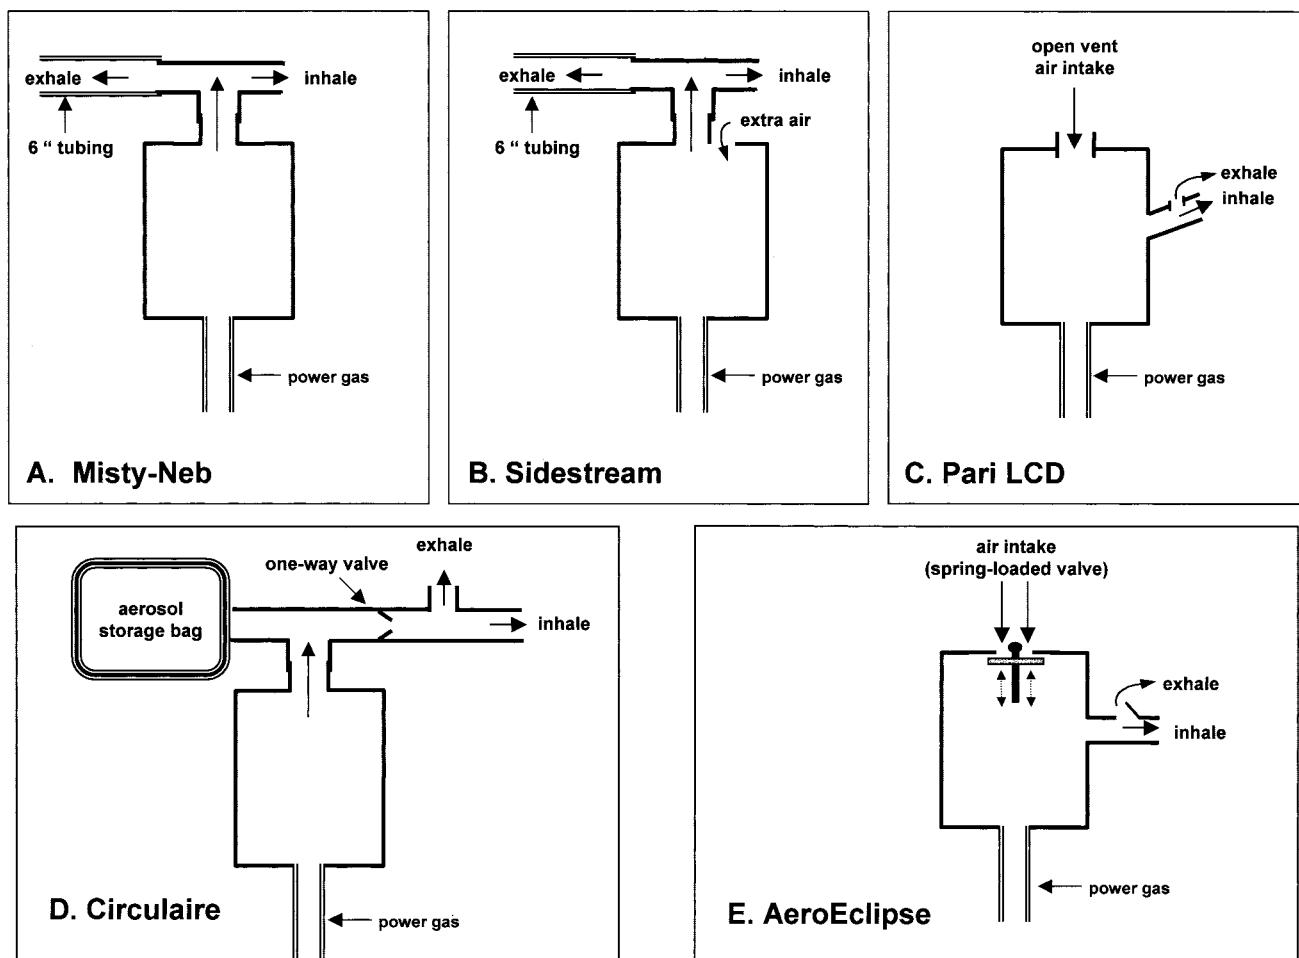 exhale
inhale
6 “ tubing
power gas
A. Misty-Neb
exhale
inhale
extra air
6 “ tubing
power gas
B. Sidestream
open vent
air intake
exhale
inhale
power gas
C. Pari LCD
exhale
one-way valve
aerosol
storage bag
inhale
D. Circulaire
power gas
air intake
(spring-loaded valve)
exhale
inhale
power gas
E. AeroEclipse